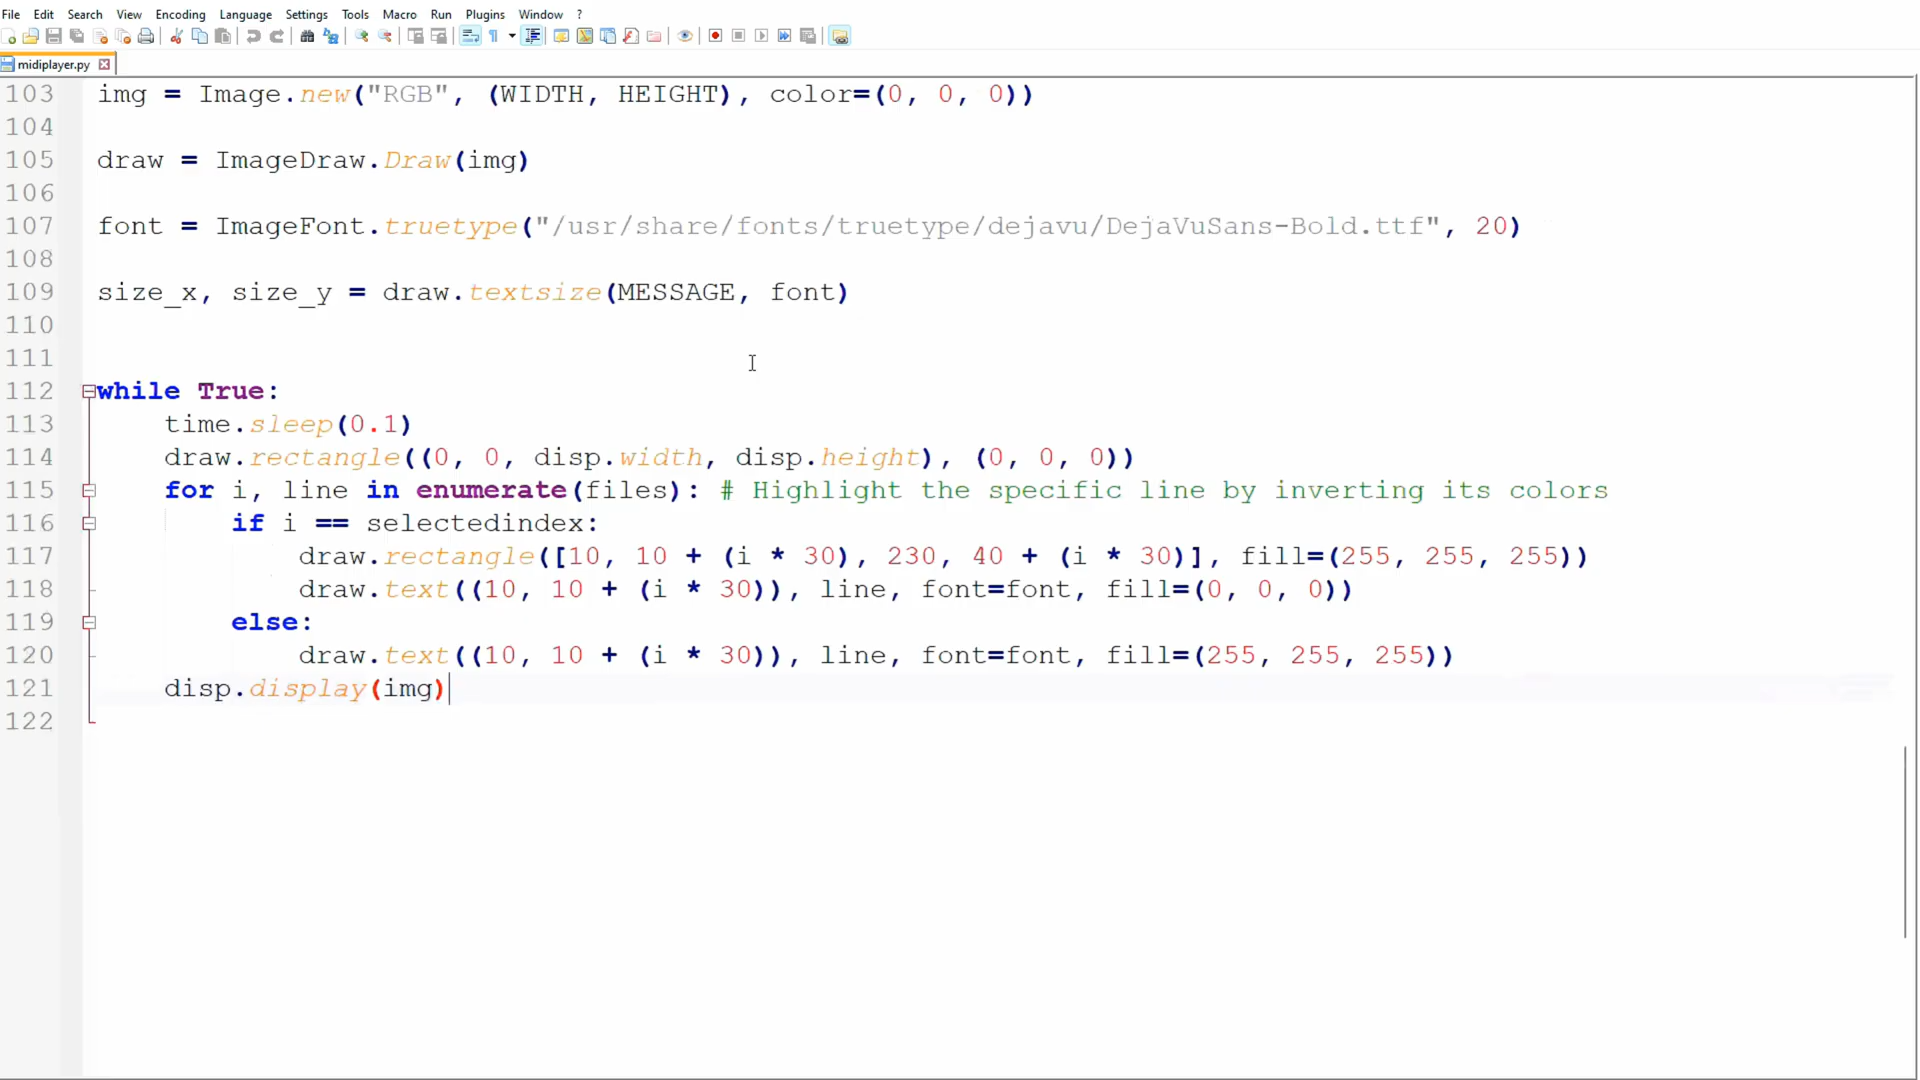 File Edit Search View Encoding Language Settings Tools Macro Run Plugins Window ?
midiplayer.py
103 img = Image.new("RGB", (WIDTH, HEIGHT), color=(0, 0, 0))
104
105 draw = ImageDraw.Draw(img)
106
107 font = ImageFont.truetype("/usr/share/fonts/truetype/dejavu/DejaVuSans-Bold.ttf", 20)
108
109 size_x, size_y = draw.textsize(MESSAGE, font)
110
111
112 while True:
113     time.sleep(0.1)
114     draw.rectangle((0, 0, disp.width, disp.height), (0, 0, 0))
115     for i, line in enumerate(files): # Highlight the specific line by inverting its colors
116         if i == selectedindex:
117             draw.rectangle([10, 10 + (i * 30), 230, 40 + (i * 30)], fill=(255, 255, 255))
118             draw.text((10, 10 + (i * 30)), line, font=font, fill=(0, 0, 0))
119         else:
120             draw.text((10, 10 + (i * 30)), line, font=font, fill=(255, 255, 255))
121     disp.display(img)
122